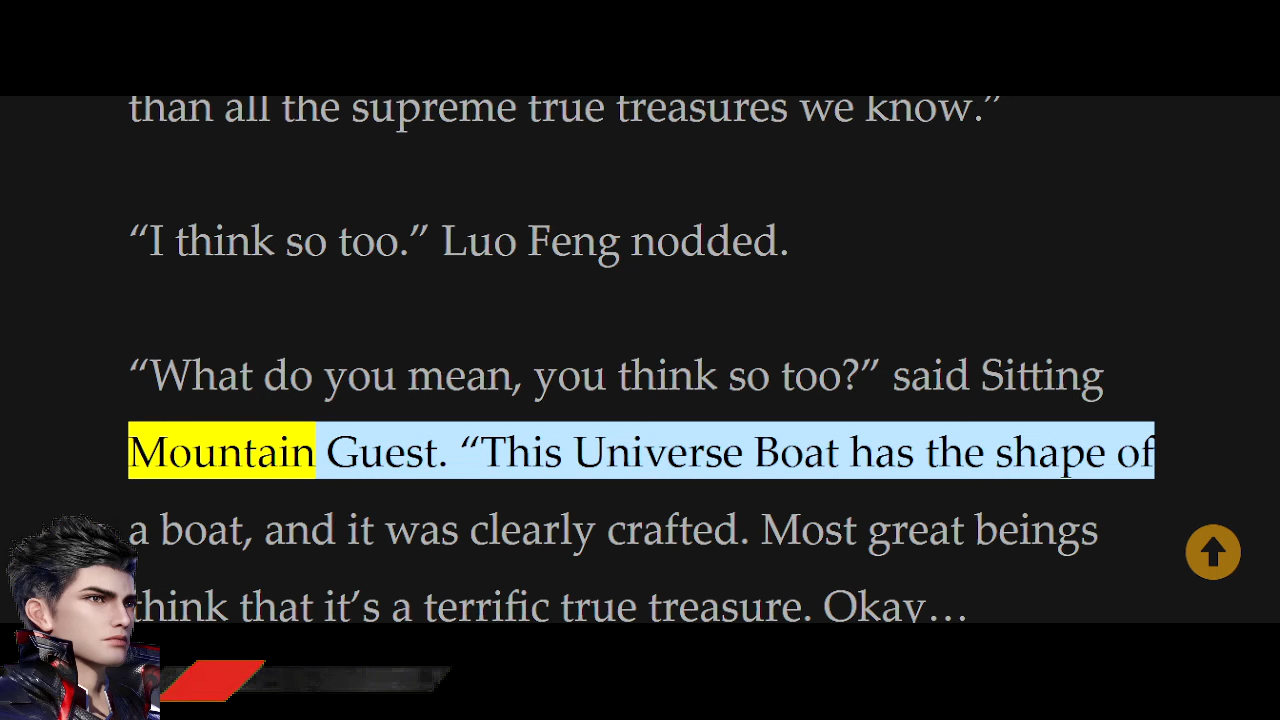 than all the supreme true treasures we know.”
“I think so too.” Luo Feng nodded.
“What do you mean, you think so too?” said Sitting
Mountain Guest. “This Universe Boat has the shape of
a boat, and it was clearly crafted. Most great beings
think that it’s a terrific true treasure. Okay…